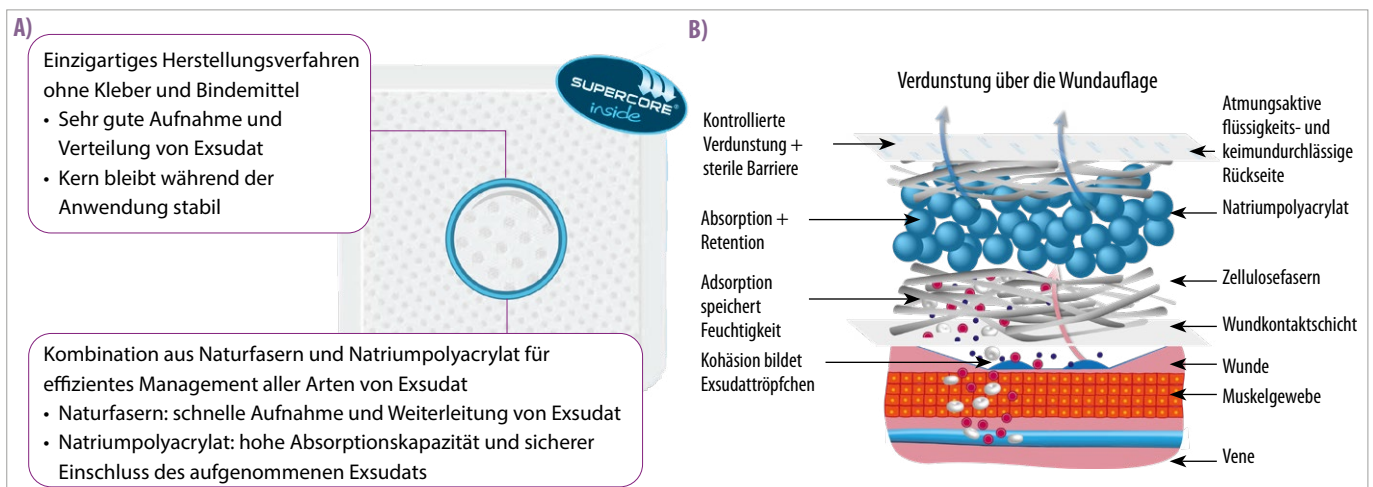 A)
Einzigartiges Herstellungsverfahren
ohne Kleber und Bindemittel
• Sehr gute Aufnahme und
Verteilung von Exsudat
• Kern bleibt während der
Anwendung stabil
SUPERCORE®
inside
Kombination aus Naturfasern und Natriumpolyacrylat für
effizientes Management aller Arten von Exsudat
• Naturfasern: schnelle Aufnahme und Weiterleitung von Exsudat
• Natriumpolyacrylat: hohe Absorptionskapazität und sicherer
Einschluss des aufgenommenen Exsudats
B)
Verdunstung über die Wundauflage
Kontrollierte
Verdunstung +
sterile Barriere
Absorption +
Retention
Adsorption
speichert
Feuchtigkeit
Kohäsion bildet
Exsudattröpfchen
Atmungsaktive
flüssigkeits- und
keimundurchlässige
Rückseite
Natriumpolyacrylat
Zellulosefasern
Wundkontaktschicht
Wunde
Muskelgewebe
Vene